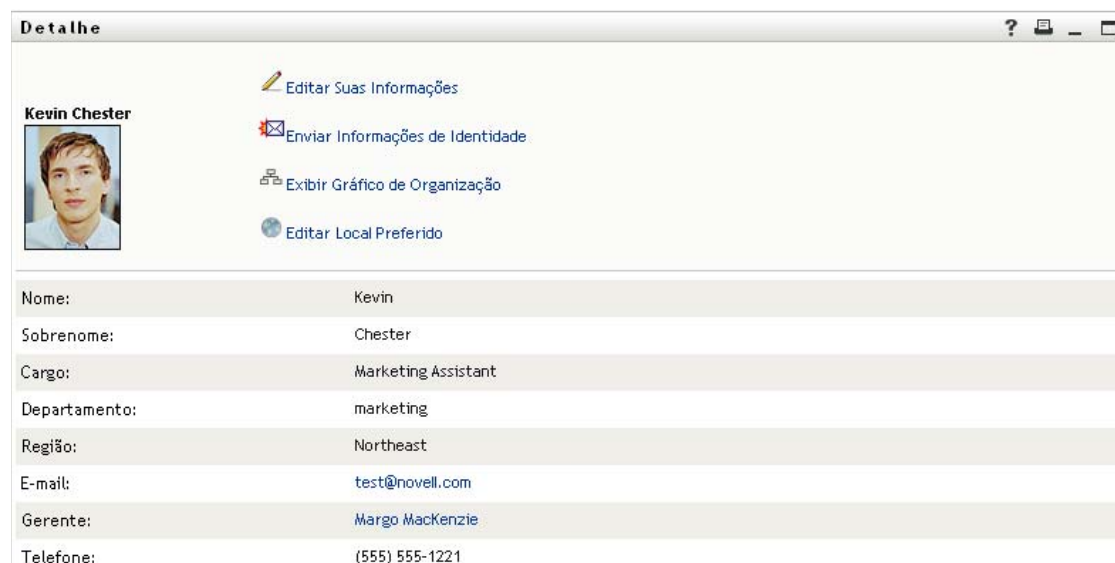 Detalhe ?
Kevin Chester
Editar Suas Informações
Enviar Informações de Identidade
Exibir Gráfico de Organização
Editar Local Preferido
Nome: Kevin
Sobrenome: Chester
Cargo: Marketing Assistant
Departamento: marketing
Região: Northeast
E-mail: test@novell.com
Gerente: Margo MacKenzie
Telefone: (555) 555-1221